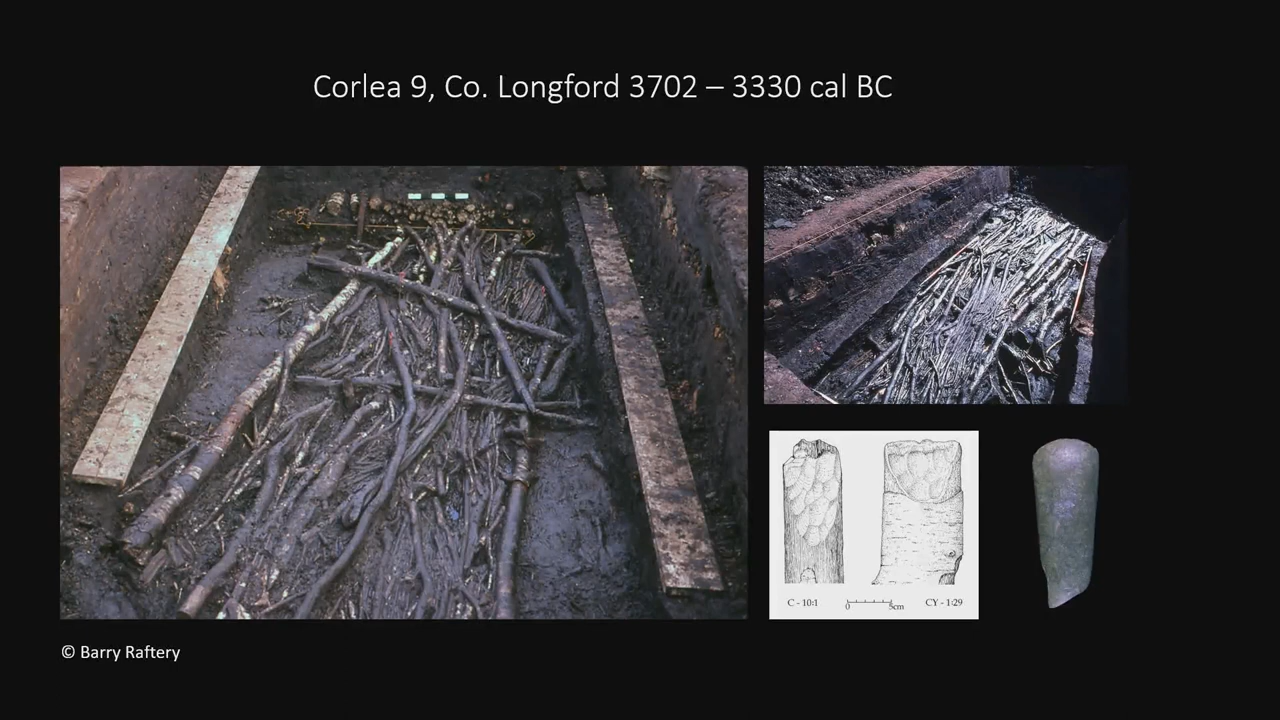 Corlea 9, Co. Longford 3702 – 3330 cal BC
C - 10:1
0
5cm
CY - 1:29
© Barry Raftery